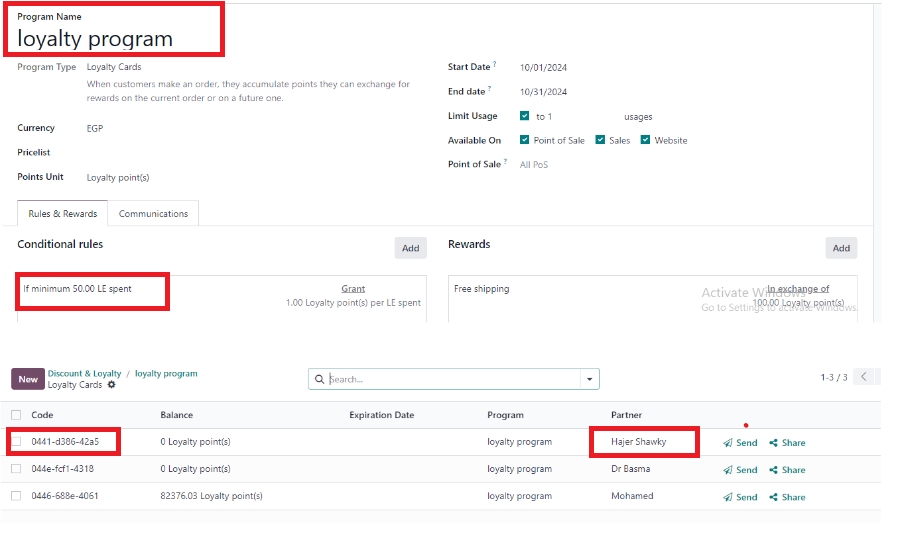 Program Name
loyalty program
Program Type Loyalty Cards
When customers make an order, they accumulate points they can exchange for
rewards on the current order or on a future one.
Currency EGP
Pricelist
Points Unit Loyalty point(s)
Start Date ? 10/01/2024
End date ? 10/31/2024
Limit Usage to 1 usages
Available On Point of Sale Sales Website
Point of Sale ? All PoS
Rules & Rewards Communications
Conditional rules Add
Rewards Add
If minimum 50.00 LE spent Grant
1.00 Loyalty point(s) per LE spent
Free shipping In exchange of
100.00 Loyalty point(s)
Activate Windows
Go to Settings to activate Windows.
New Discount & Loyalty / loyalty program
Loyalty Cards
Search...
1-3 / 3
Code Balance Expiration Date Program Partner
0441-d386-42a5 0 Loyalty point(s) loyalty program Hajer Shawky Send Share
044e-fcf1-4318 0 Loyalty point(s) loyalty program Dr Basma Send Share
0446-688e-4061 82376.03 Loyalty point(s) loyalty program Mohamed Send Share